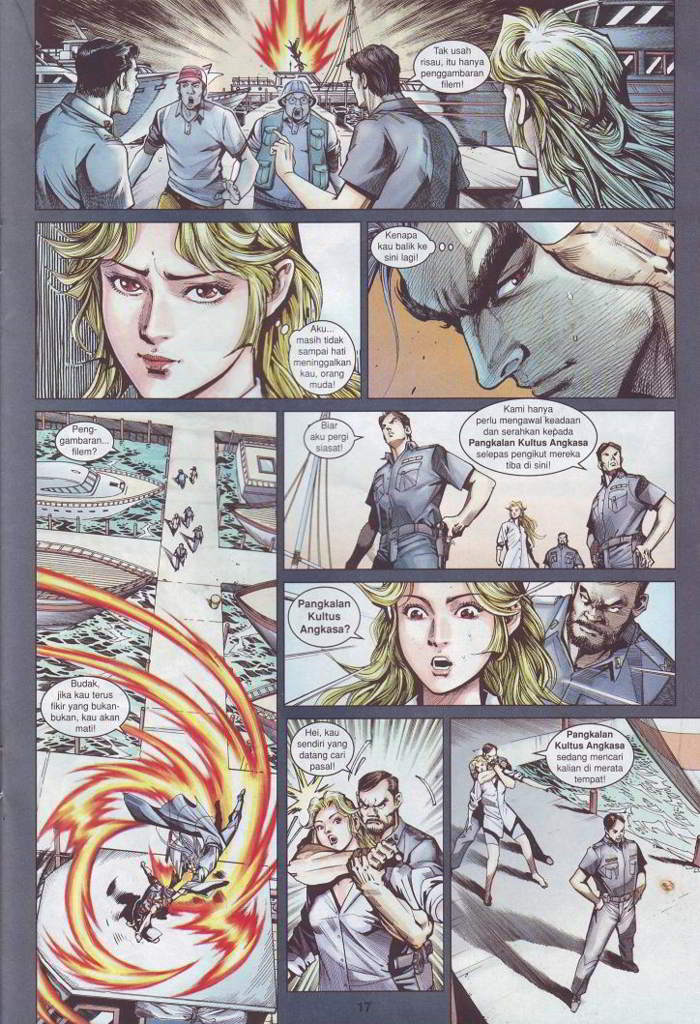 Tak usah
risau, itu hanya
penggambaran
filem!
Aku...
masih tidak
sampai hati
meninggalkan
kau, orang
muda!
Kenapa
kau balik ke
sini lagi!
Peng-
gambaran...
filem?
Biar
aku pergi
siasat!
Kami hanya
perlu mengawal keadaan
dan serahkan kepada
Pangkalan Kultus Angkasa
selepas pengikut mereka
tiba di sini!
Pangkalan
Kultus
Angkasa?
Budak,
jika kau terus
fikir yang bukan-
bukan, kau akan
mati!
Hei, kau
sendiri yang
datang cari
pasal!
Pangkalan
Kultus Angkasa
sedang mencari
kalian di merata
tempat!
17